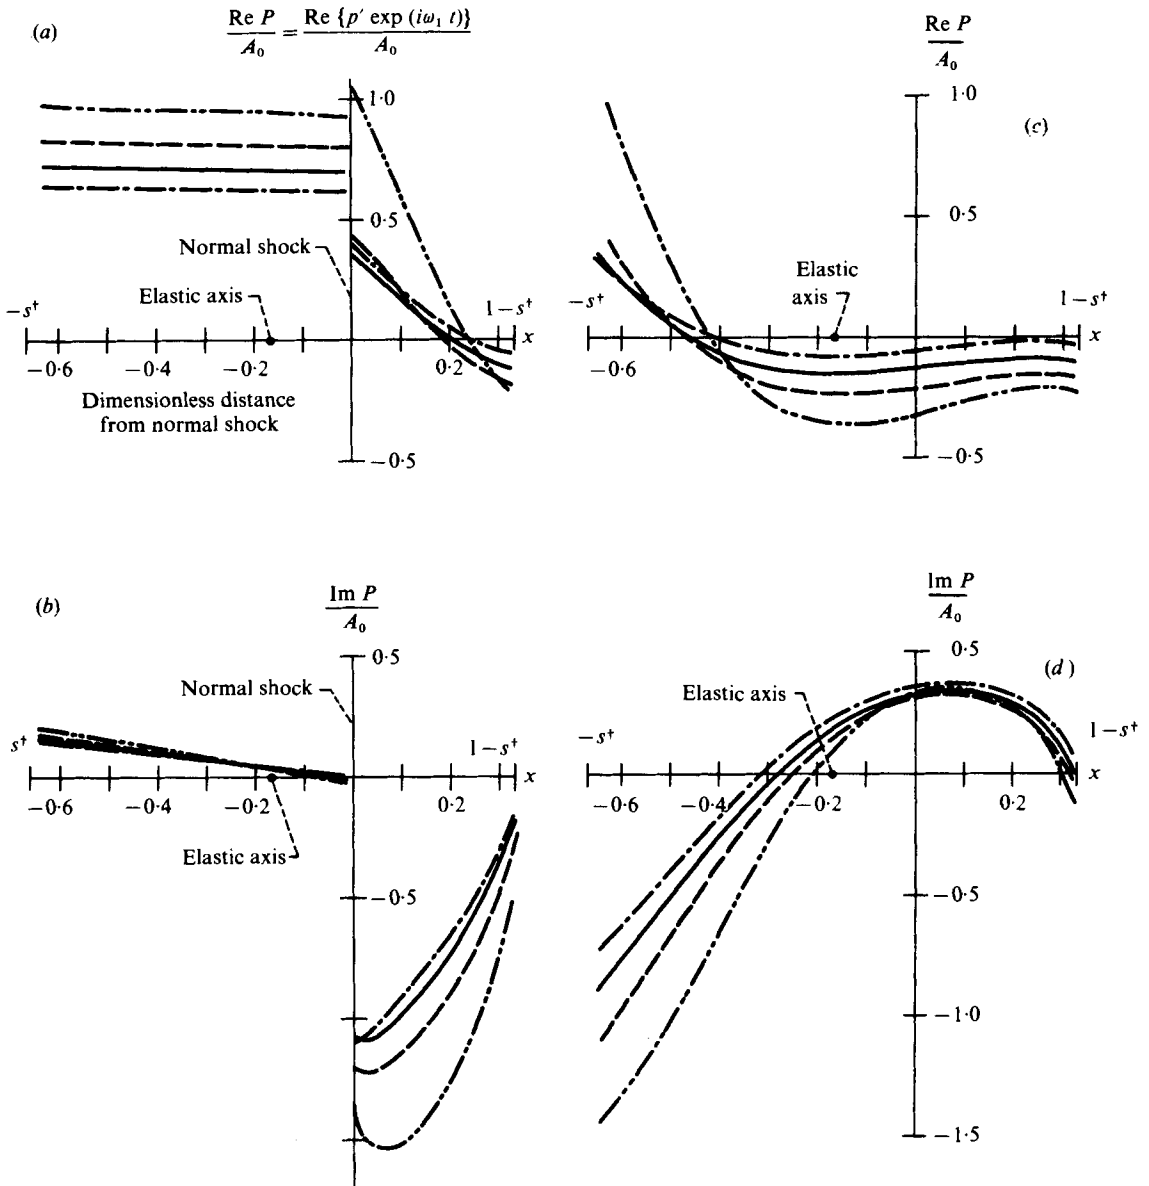 (a)
Re P / A₀ = Re {p′ exp (iω₁ t)} / A₀
1·0
0·5
Normal shock
Elastic axis
−s†
1−s†
x
−0·6
−0·4
−0·2
0·2
Dimensionless distance
from normal shock
−0·5
(c)
Re P / A₀
1·0
0·5
Elastic
axis
−s†
1−s†
x
−0·6
−0·5
(b)
Im P / A₀
0·5
Normal shock
s†
1−s†
x
−0·6
−0·4
−0·2
0·2
Elastic axis
−0·5
(d)
Im P / A₀
0·5
Elastic axis
−s†
1−s†
x
−0·6
−0·4
−0·2
0·2
−0·5
−1·0
−1·5